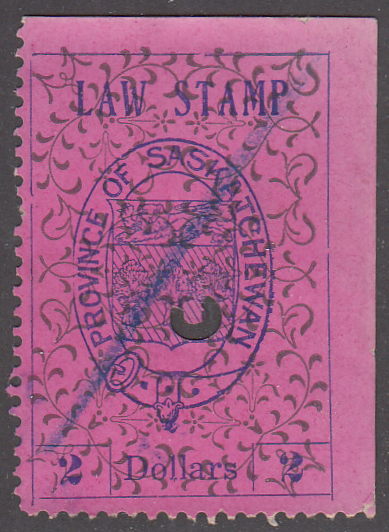 LAW STAMP
PROVINCE OF SASKATCHEWAN
2 Dollars 2